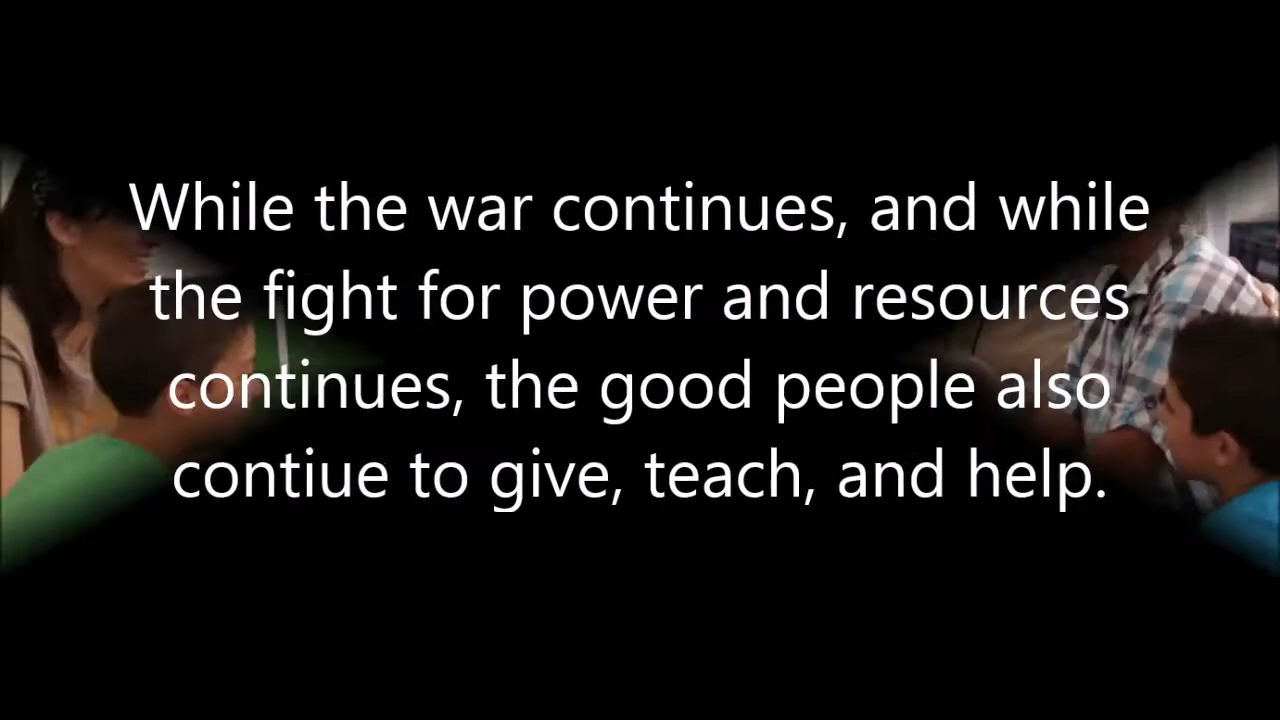 While the war continues, and while
the fight for power and resources
continues, the good people also
contiue to give, teach, and help.